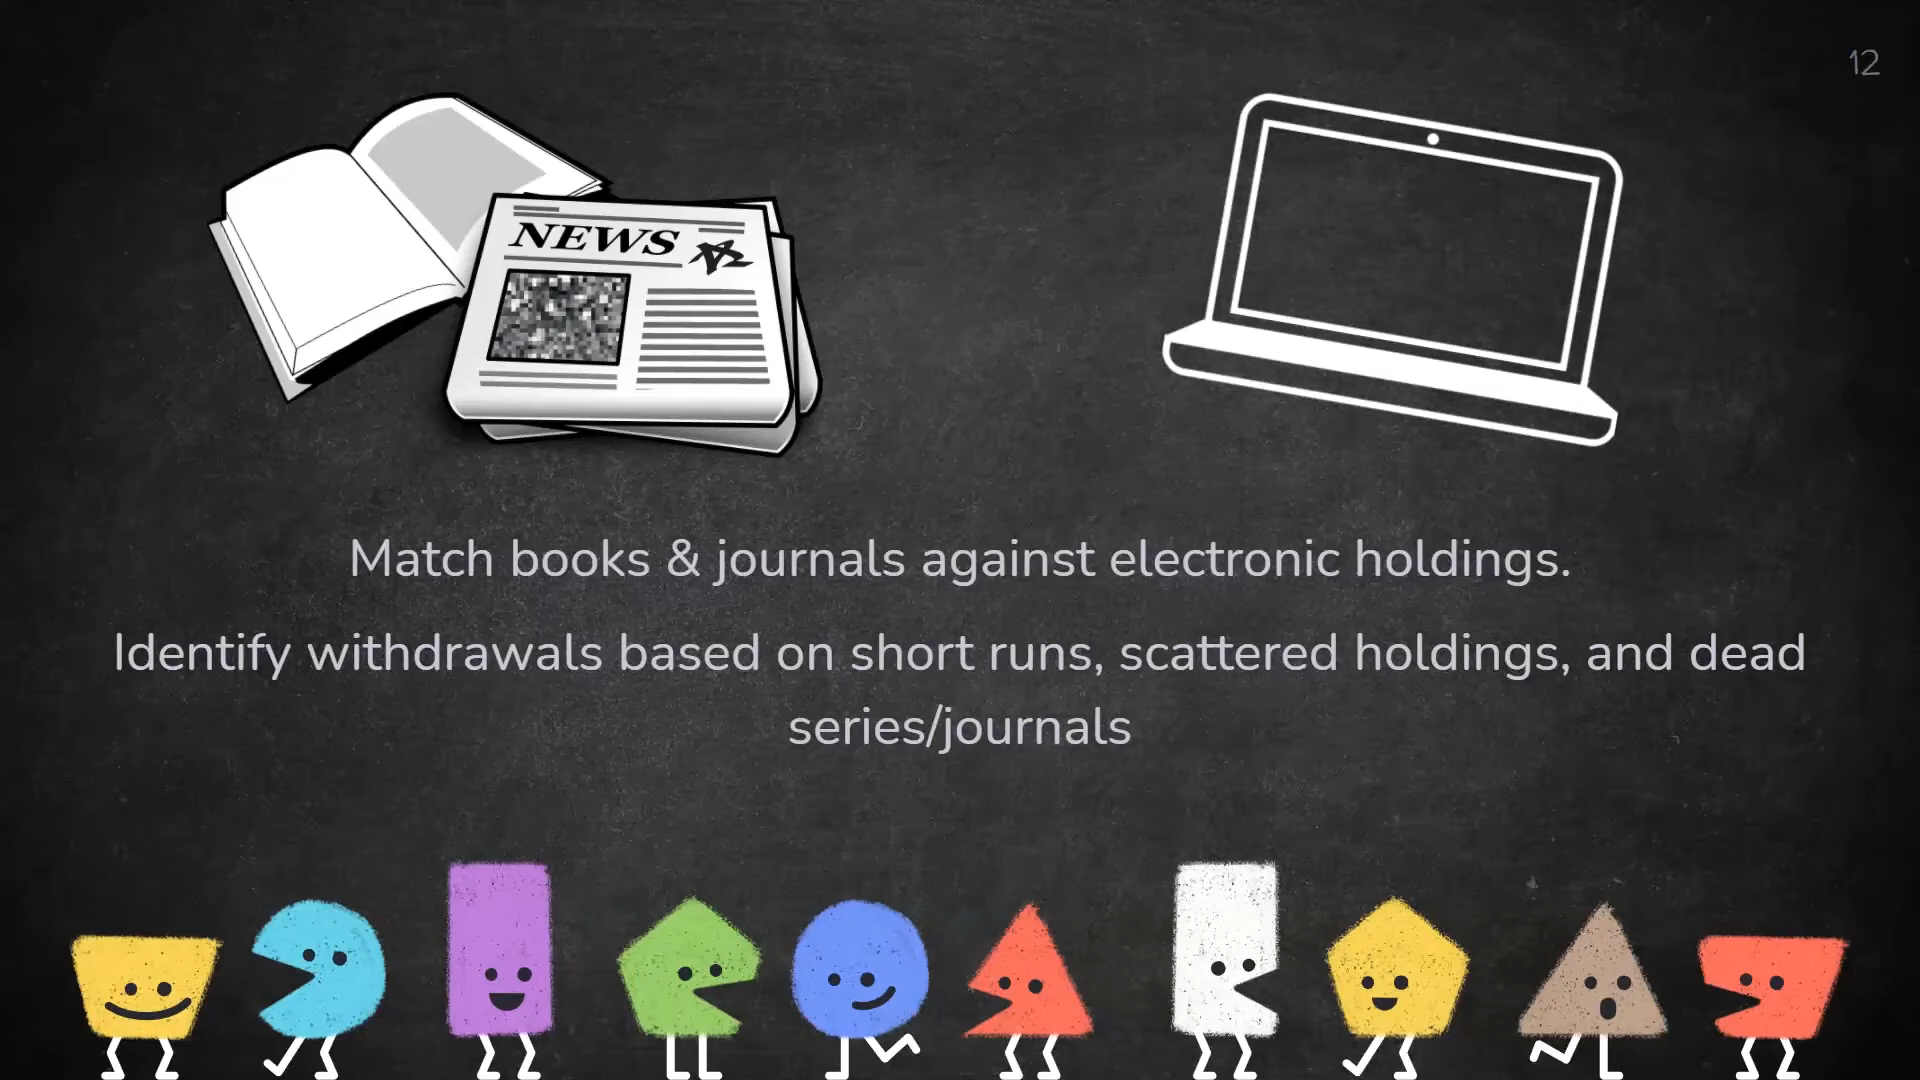 12
NEWS
Match books & journals against electronic holdings.
Identify withdrawals based on short runs, scattered holdings, and dead
series/journals